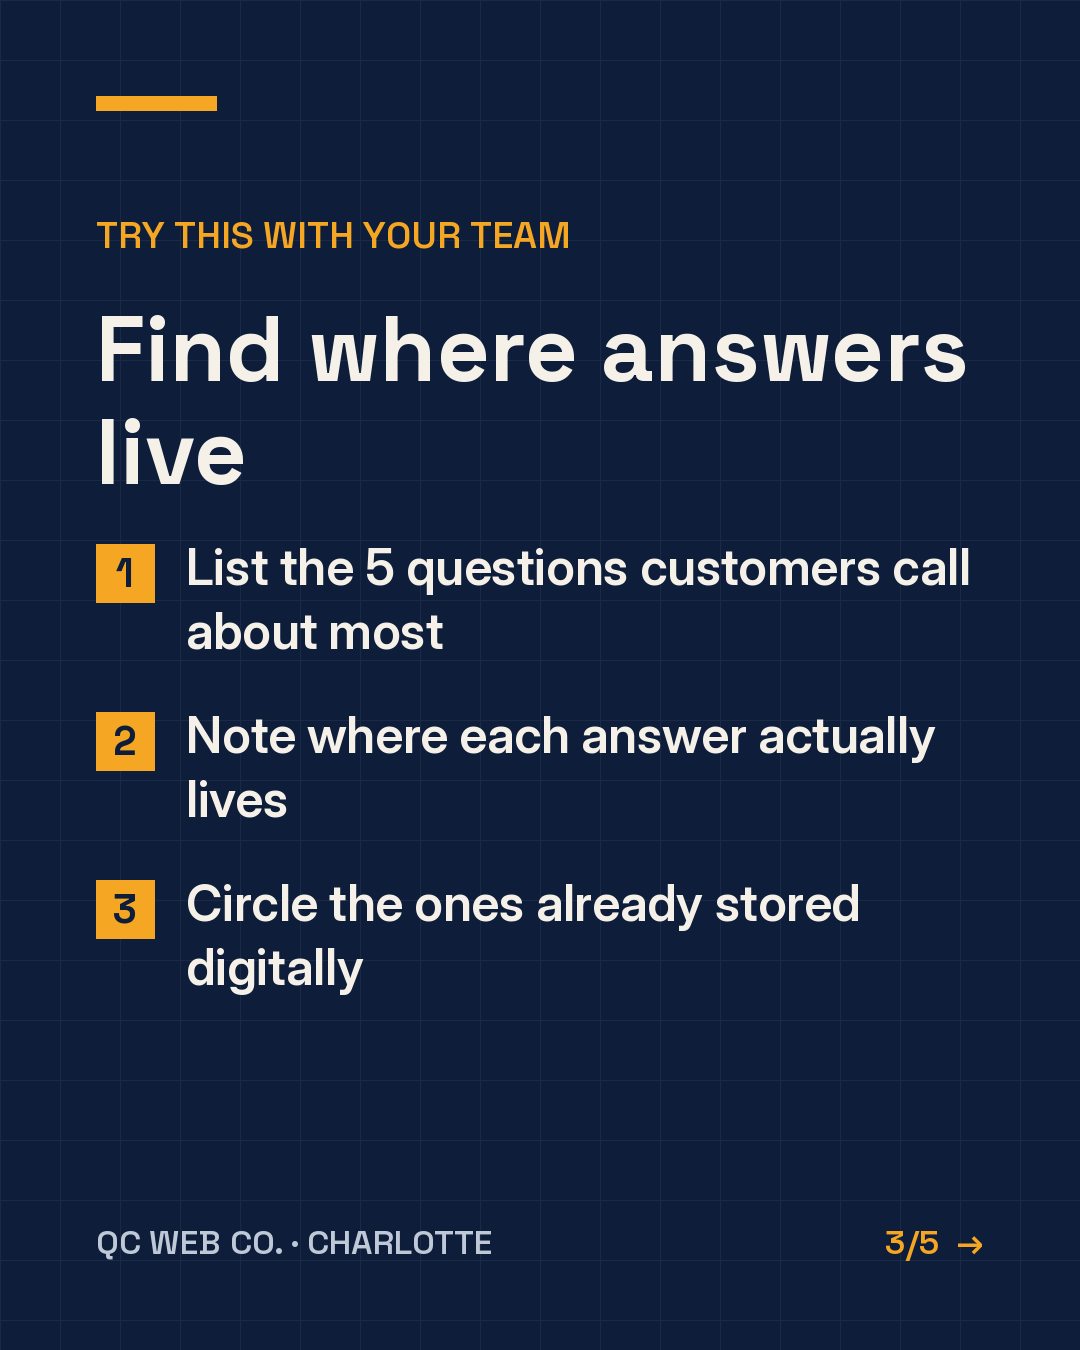 TRY THIS WITH YOUR TEAM
Find where answers
live
1 List the 5 questions customers call
about most
2 Note where each answer actually
lives
3 Circle the ones already stored
digitally
QC WEB CO. · CHARLOTTE
3/5 →